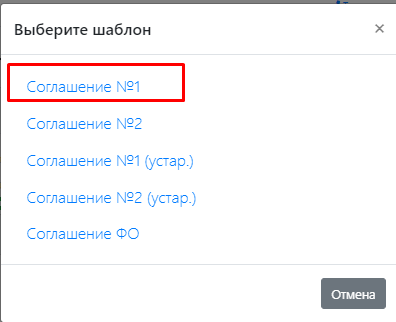 Выберите шаблон
×
Соглашение №1
Соглашение №2
Соглашение №1 (устар.)
Соглашение №2 (устар.)
Соглашение ФО
Отмена